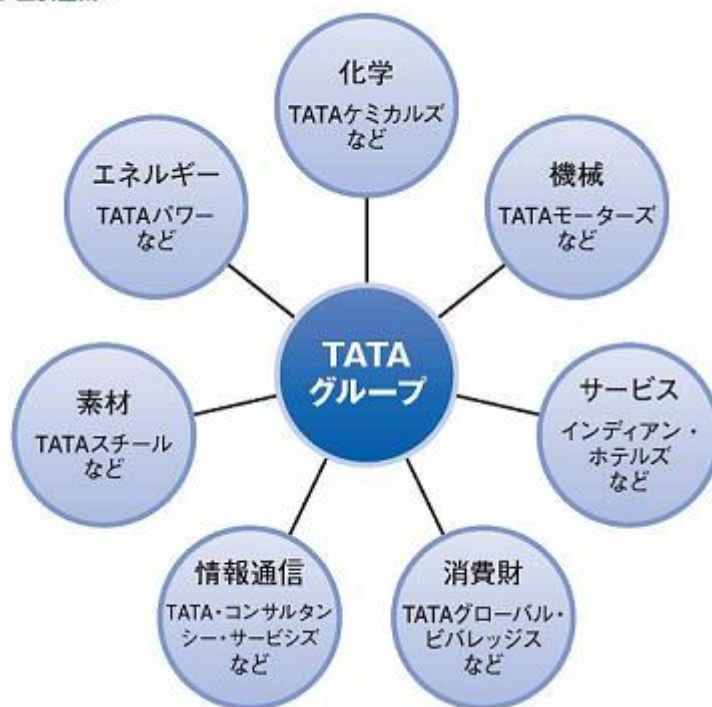 化学
TATAケミカルズ
など
機械
TATAモーターズ
など
サービス
インディアン・
ホテルズ
など
消費財
TATAグローバル・
ビバレッジス
など
情報通信
TATA・コンサルタン
シー・サービシズ
など
素材
TATAスチール
など
エネルギー
TATAパワー
など
TATA
グループ